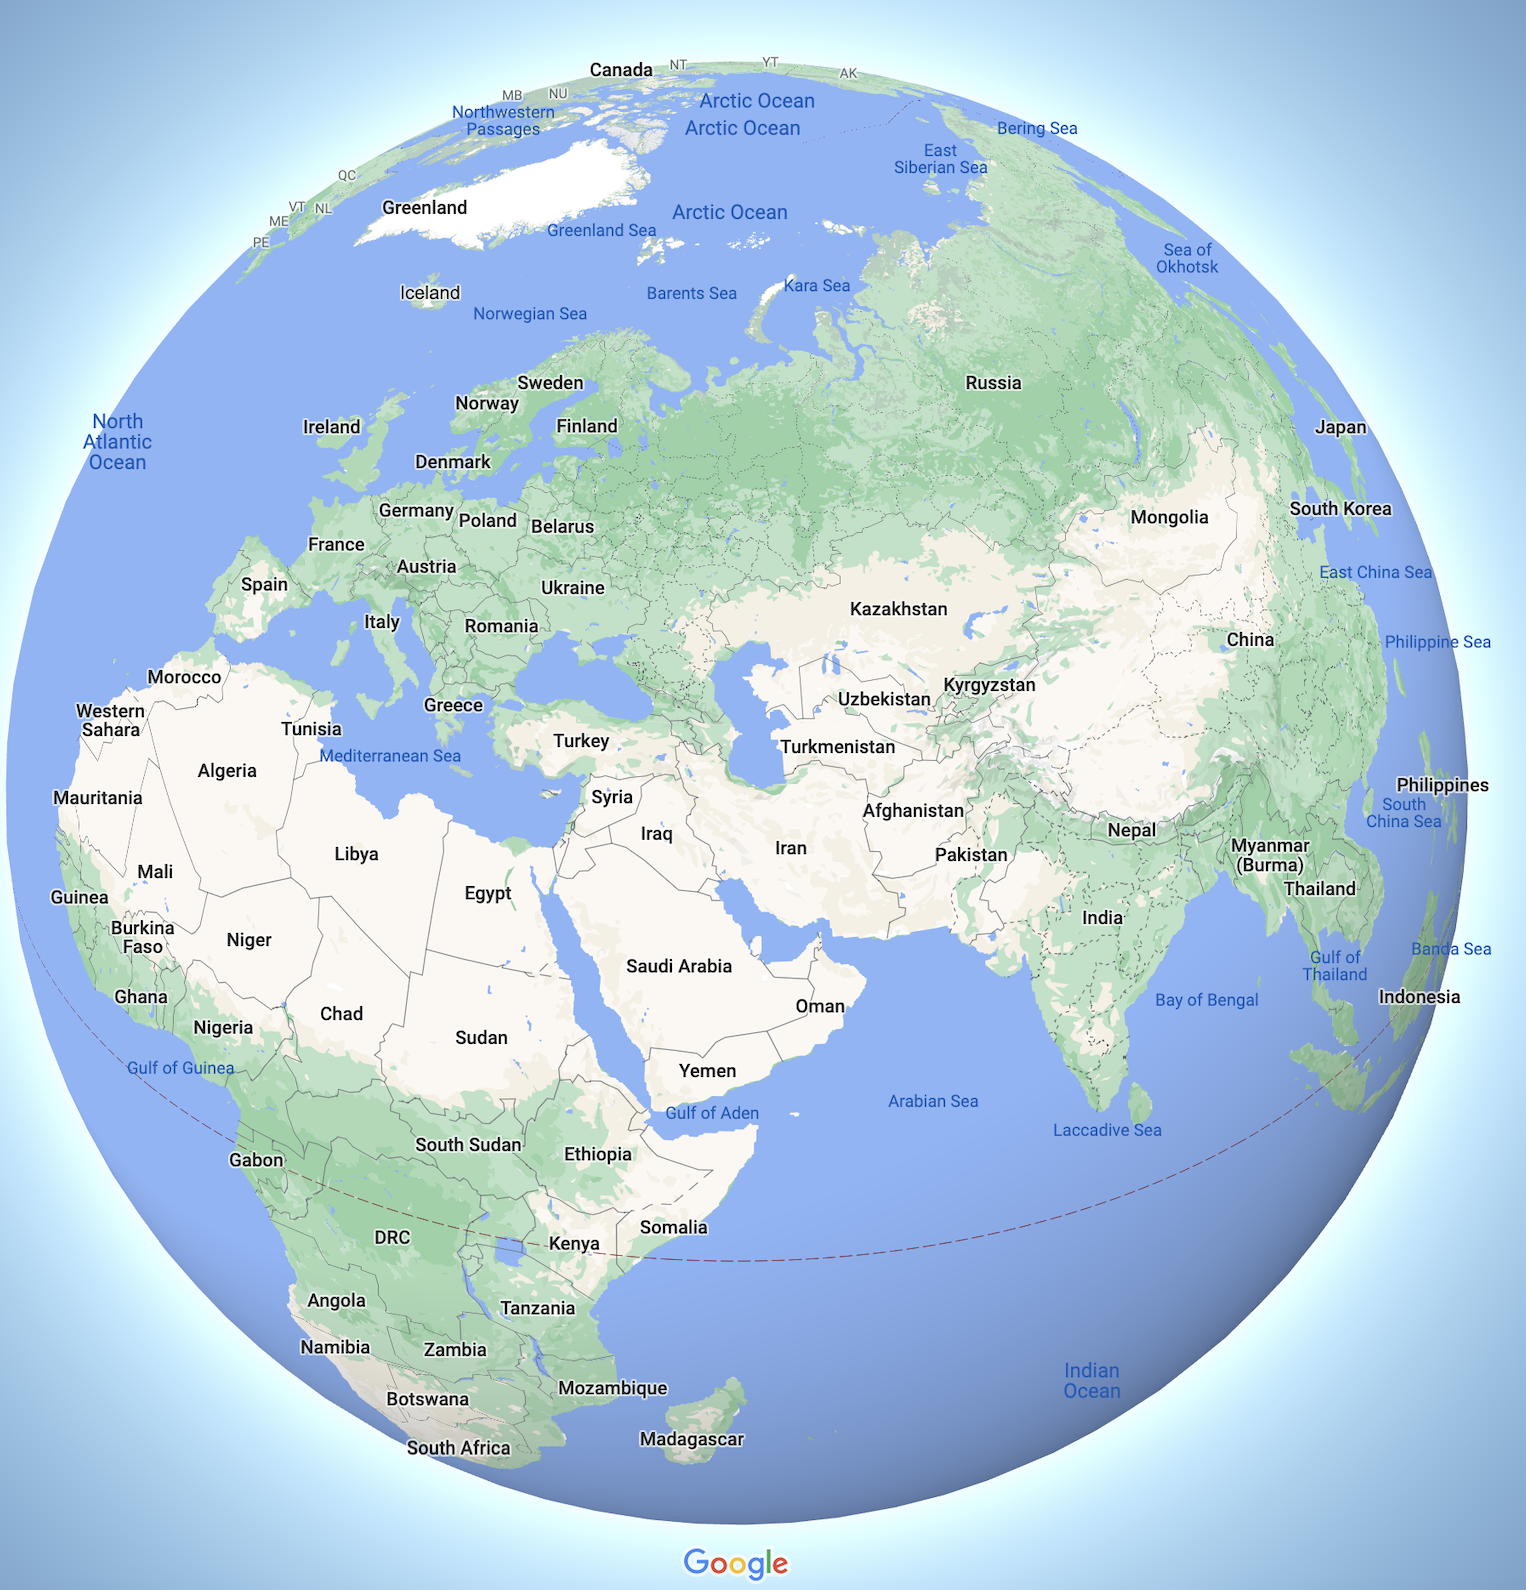 Canada
NT
YT
AK
MB
NU
Arctic Ocean
Northwestern
Passages
Arctic Ocean
Bering Sea
East
Siberian Sea
QC
VT
NL
Greenland
Arctic Ocean
ME
PE
Greenland Sea
Sea of
Okhotsk
Iceland
Barents Sea
Kara Sea
Norwegian Sea
Sweden
Russia
Norway
North
Atlantic
Ocean
Ireland
Finland
Japan
Denmark
Germany
Poland
Belarus
Mongolia
South Korea
France
Austria
East China Sea
Spain
Ukraine
Kazakhstan
Italy
Romania
China
Philippine Sea
Morocco
Kyrgyzstan
Uzbekistan
Greece
Western
Sahara
Tunisia
Turkey
Turkmenistan
Mediterranean Sea
Algeria
Philippines
Mauritania
Syria
South
China Sea
Afghanistan
Nepal
Iraq
Iran
Libya
Pakistan
Myanmar
(Burma)
Mali
Thailand
Guinea
Egypt
India
Burkina
Faso
Niger
Banda Sea
Gulf of
Thailand
Saudi Arabia
Ghana
Indonesia
Bay of Bengal
Oman
Chad
Nigeria
Sudan
Gulf of Guinea
Yemen
Arabian Sea
Gulf of Aden
Laccadive Sea
South Sudan
Ethiopia
Gabon
Somalia
DRC
Kenya
Angola
Tanzania
Namibia
Zambia
Indian
Ocean
Mozambique
Botswana
Madagascar
South Africa
Google